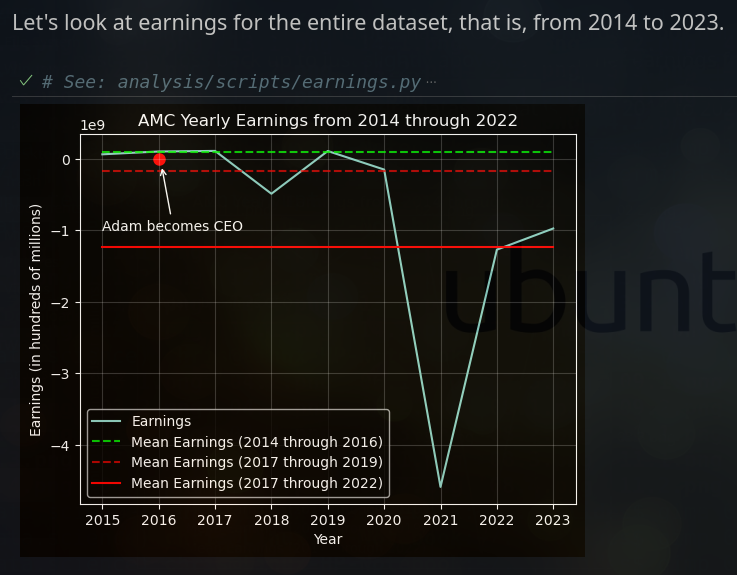 Let's look at earnings for the entire dataset, that is, from 2014 to 2023.
# See: analysis/scripts/earnings.py ...
AMC Yearly Earnings from 2014 through 2022
1e9
0
−1
−2
−3
−4
Earnings (in hundreds of millions)
Adam becomes CEO
Earnings
Mean Earnings (2014 through 2016)
Mean Earnings (2017 through 2019)
Mean Earnings (2017 through 2022)
2015 2016 2017 2018 2019 2020 2021 2022 2023
Year
ubunt